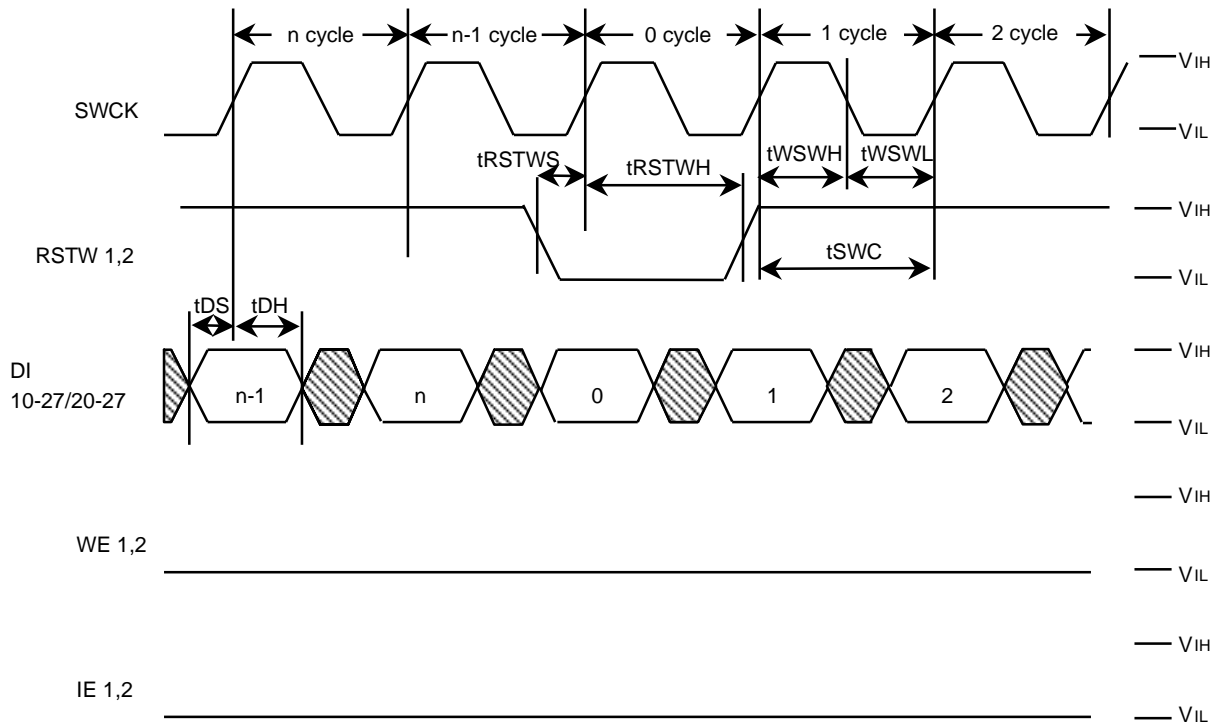 n cycle n-1 cycle 0 cycle 1 cycle 2 cycle
VIH
SWCK
VIL
tRSTWS tRSTWH tWSWH tWSWL
VIH
RSTW 1,2
tSWC
VIL
tDS tDH
VIH
DI
10-27/20-27
n-1 n 0 1 2
VIL
VIH
WE 1,2
VIL
VIH
IE 1,2
VIL